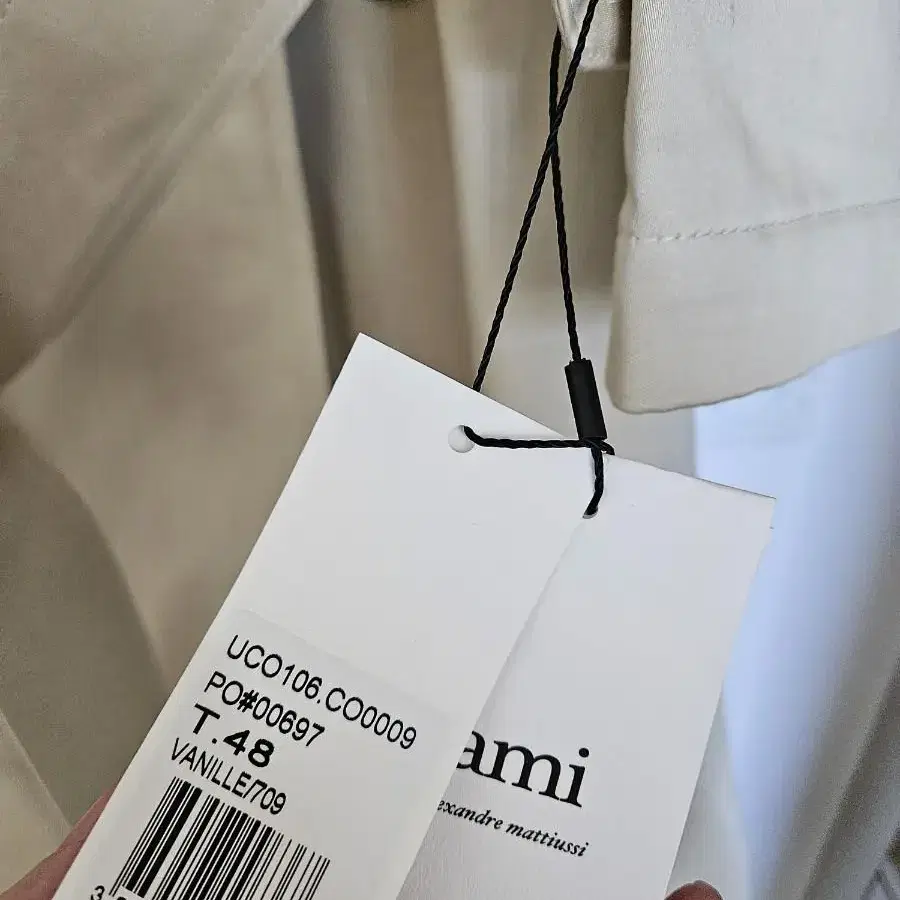 UCO106.CO0009
PO#00697
T.48
VANILLE/709
ami
exandre mattiussi